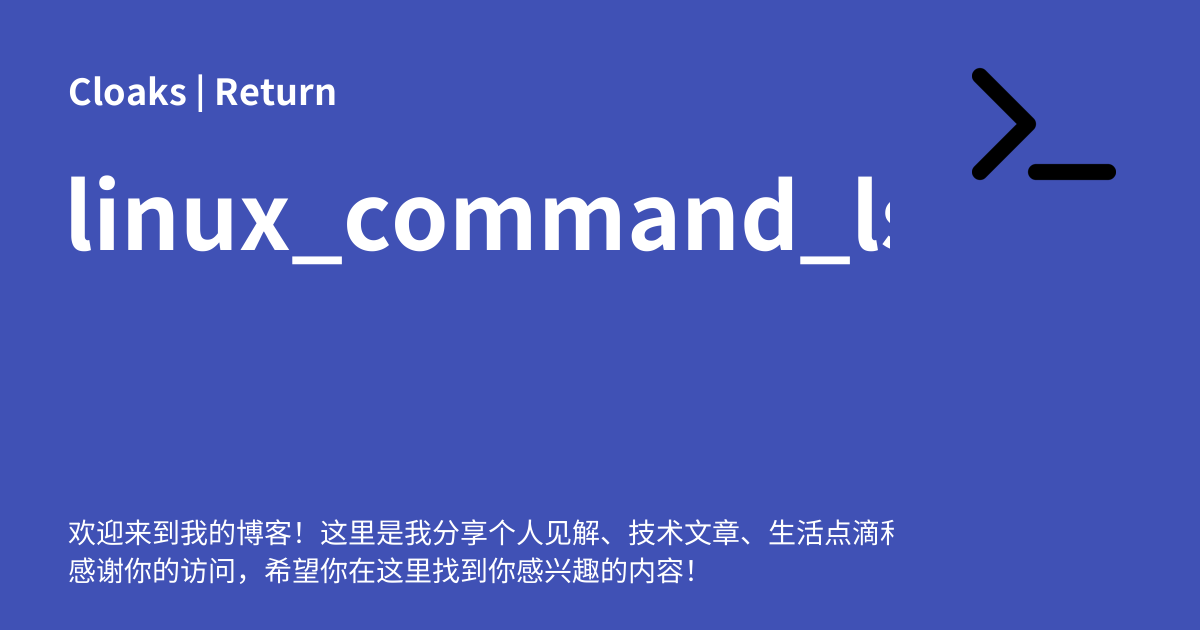 Cloaks | Return
linux_command_l
欢迎来到我的博客！这里是我分享个人见解、技术文章、生活点滴
感谢你的访问，希望你在这里找到你感兴趣的内容！